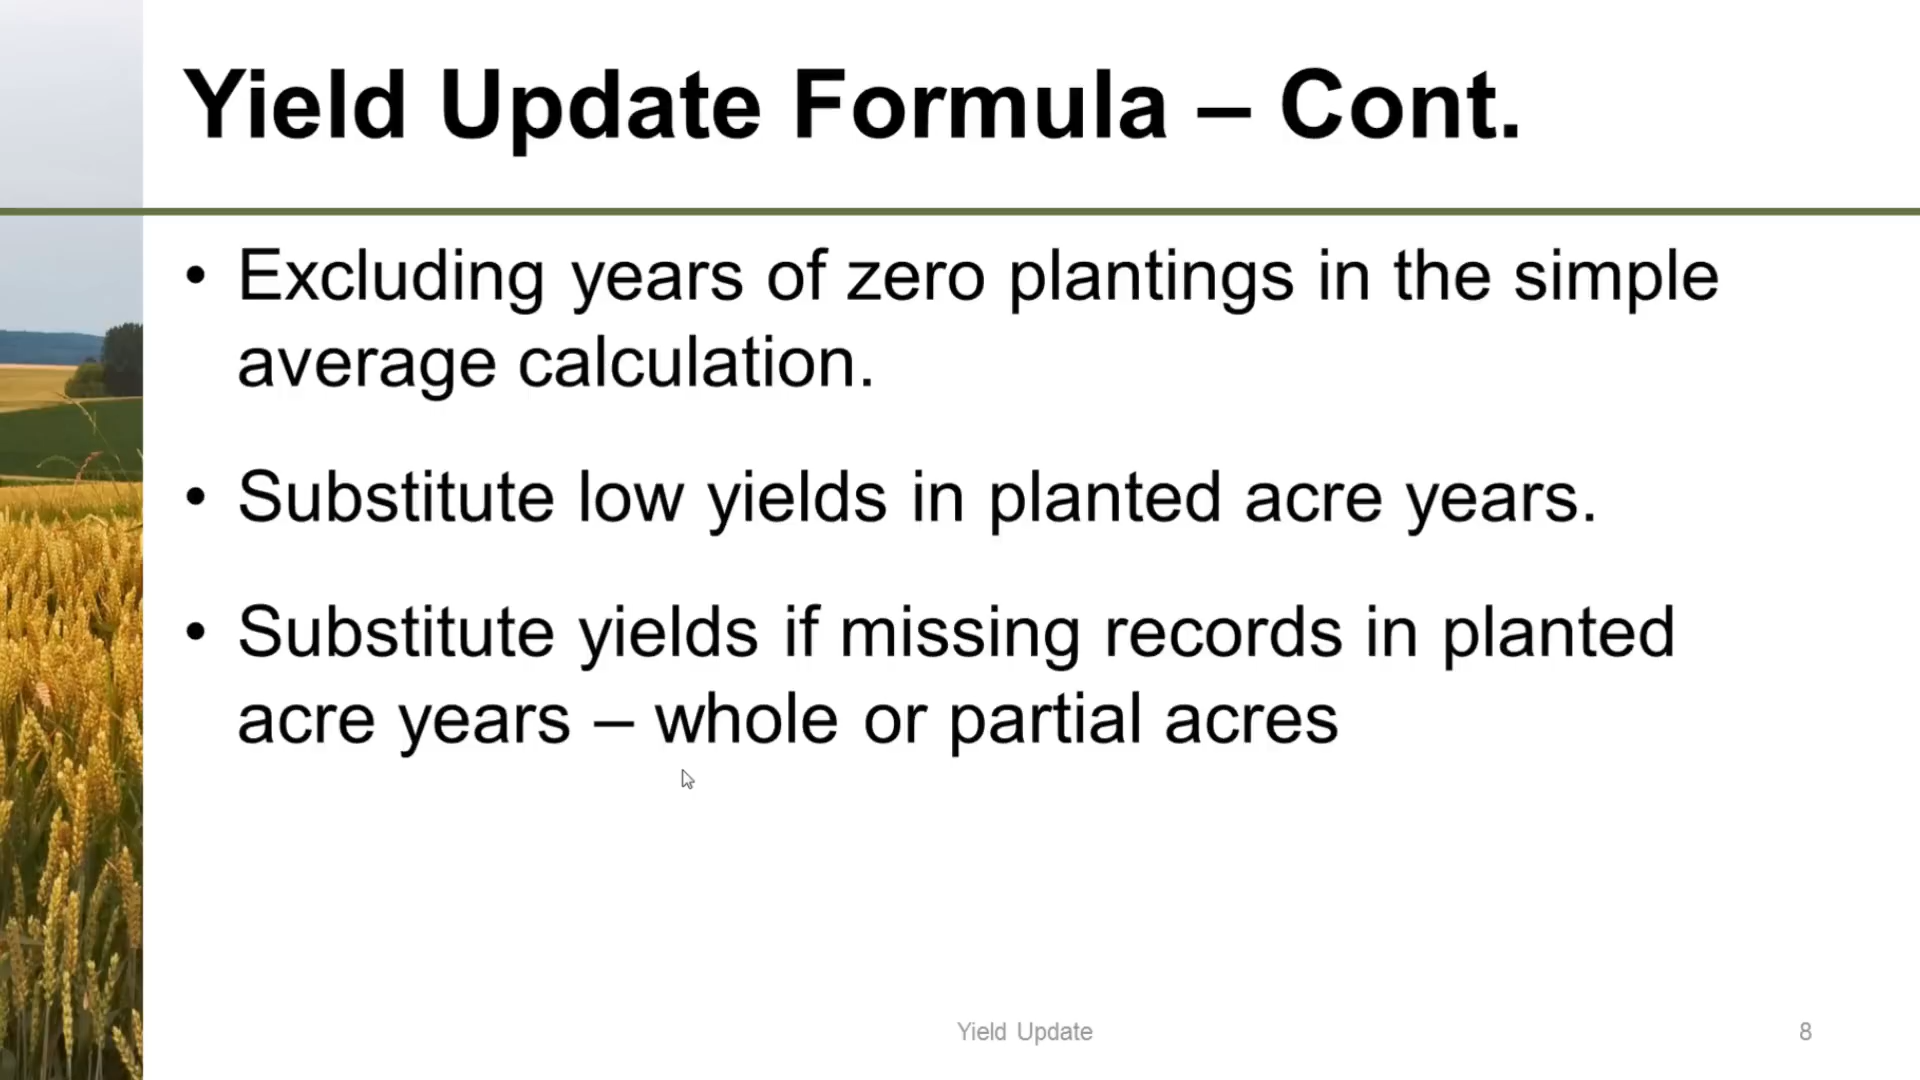 Yield Update Formula – Cont.
• Excluding years of zero plantings in the simple
average calculation.
• Substitute low yields in planted acre years.
• Substitute yields if missing records in planted
acre years – whole or partial acres
Yield Update
8